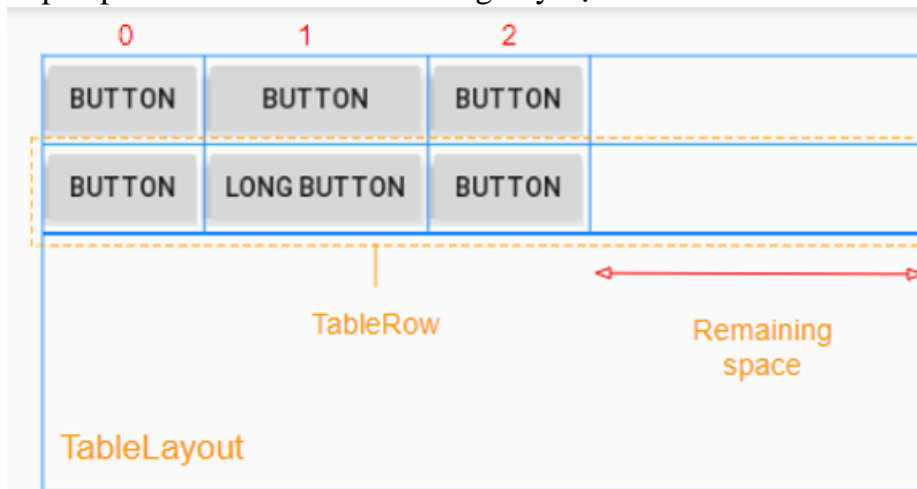 0 1 2
BUTTON BUTTON BUTTON
BUTTON LONG BUTTON BUTTON
TableRow
Remaining
space
TableLayout